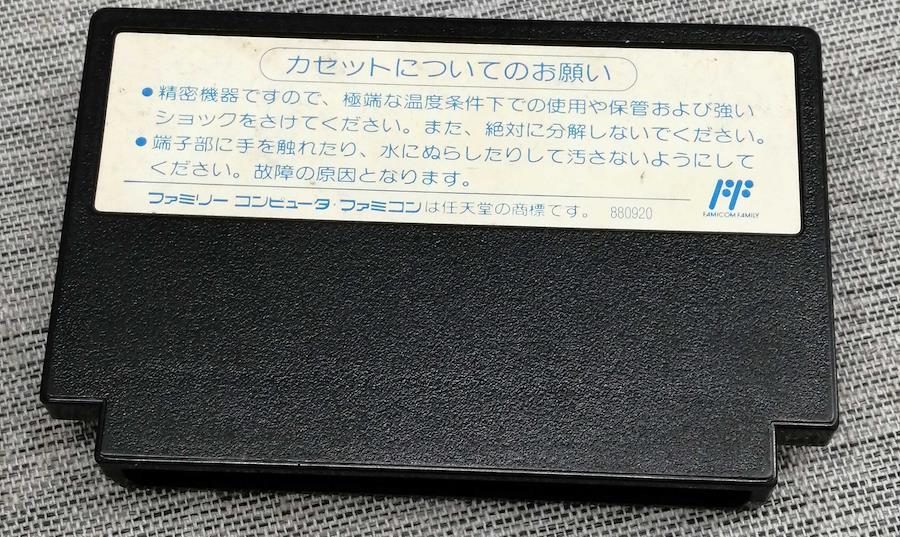 カセットについてのお願い
●精密機器ですので、極端な温度条件下での使用や保管および強い
ショックをさけてください。また、絶対に分解しないでください。
●端子部に手を触れたり、水にぬらしたりして汚さないようにして
ください。故障の原因となります。
ファミリー コンピュータ・ファミコンは任天堂の商標です。 880920
FF
FAMICOM FAMILY